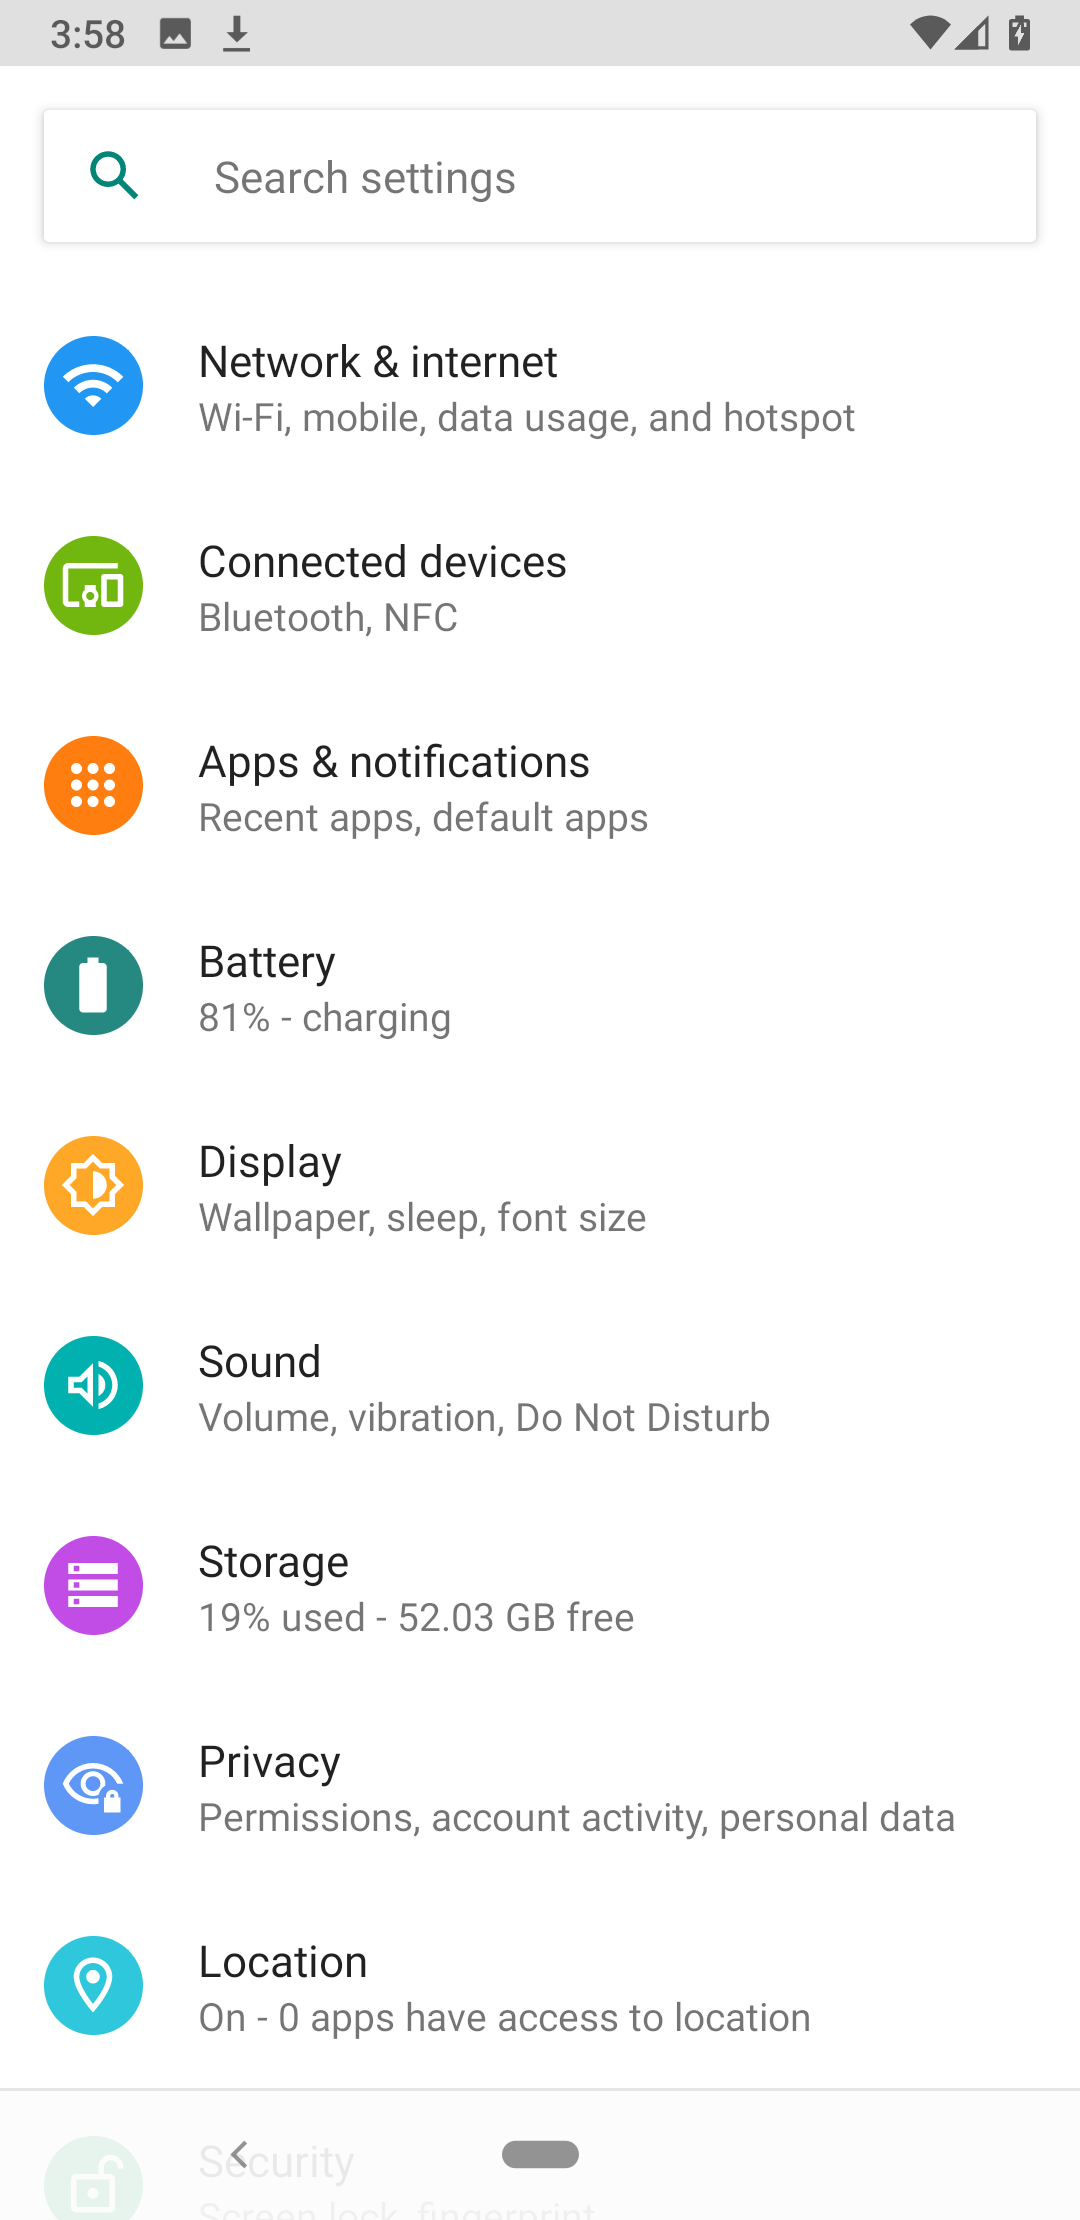 3:58
Search settings
Network & internet
Wi-Fi, mobile, data usage, and hotspot
Connected devices
Bluetooth, NFC
Apps & notifications
Recent apps, default apps
Battery
81% - charging
Display
Wallpaper, sleep, font size
Sound
Volume, vibration, Do Not Disturb
Storage
19% used - 52.03 GB free
Privacy
Permissions, account activity, personal data
Location
On - 0 apps have access to location
Security
Screen lock, fingerprint